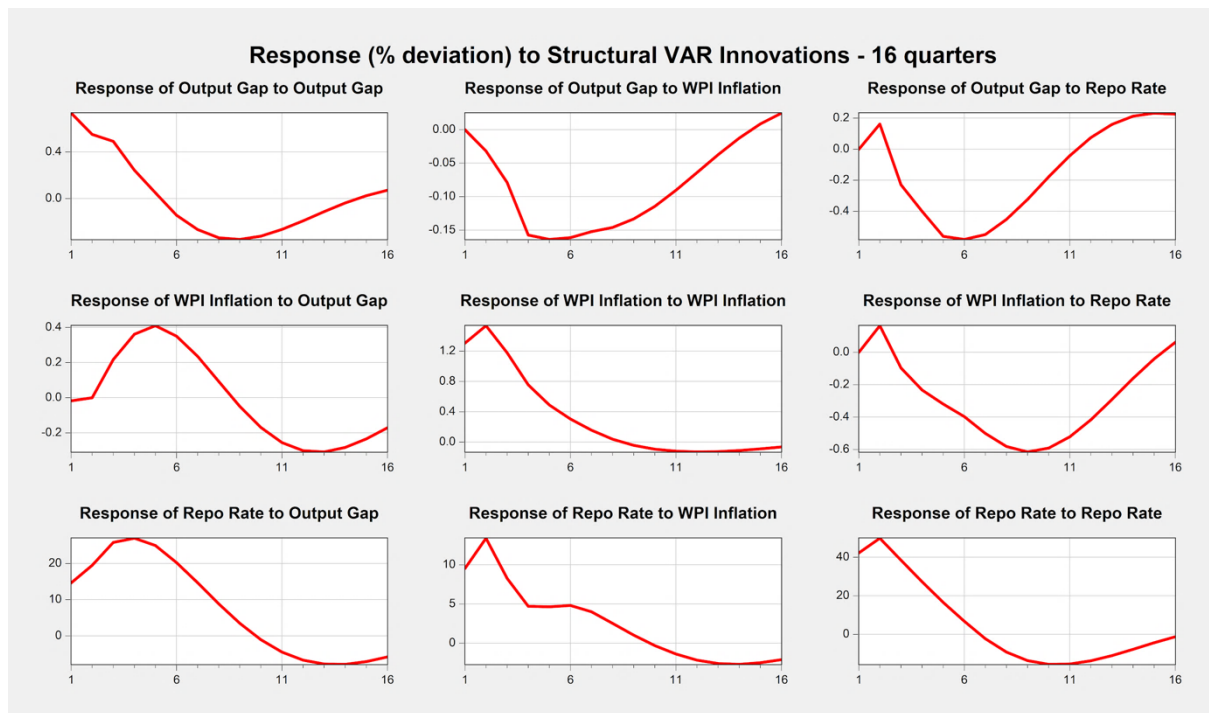 Response (% deviation) to Structural VAR Innovations - 16 quarters
Response of Output Gap to Output Gap
0.4
0.0
1 6 11 16
Response of Output Gap to WPI Inflation
0.00
-0.05
-0.10
-0.15
1 6 11 16
Response of Output Gap to Repo Rate
0.2
0.0
-0.2
-0.4
1 6 11 16
Response of WPI Inflation to Output Gap
0.4
0.2
0.0
-0.2
1 6 11 16
Response of WPI Inflation to WPI Inflation
1.2
0.8
0.4
0.0
1 6 11 16
Response of WPI Inflation to Repo Rate
0.0
-0.2
-0.4
-0.6
1 6 11 16
Response of Repo Rate to Output Gap
20
10
0
1 6 11 16
Response of Repo Rate to WPI Inflation
10
5
0
1 6 11 16
Response of Repo Rate to Repo Rate
40
20
0
1 6 11 16